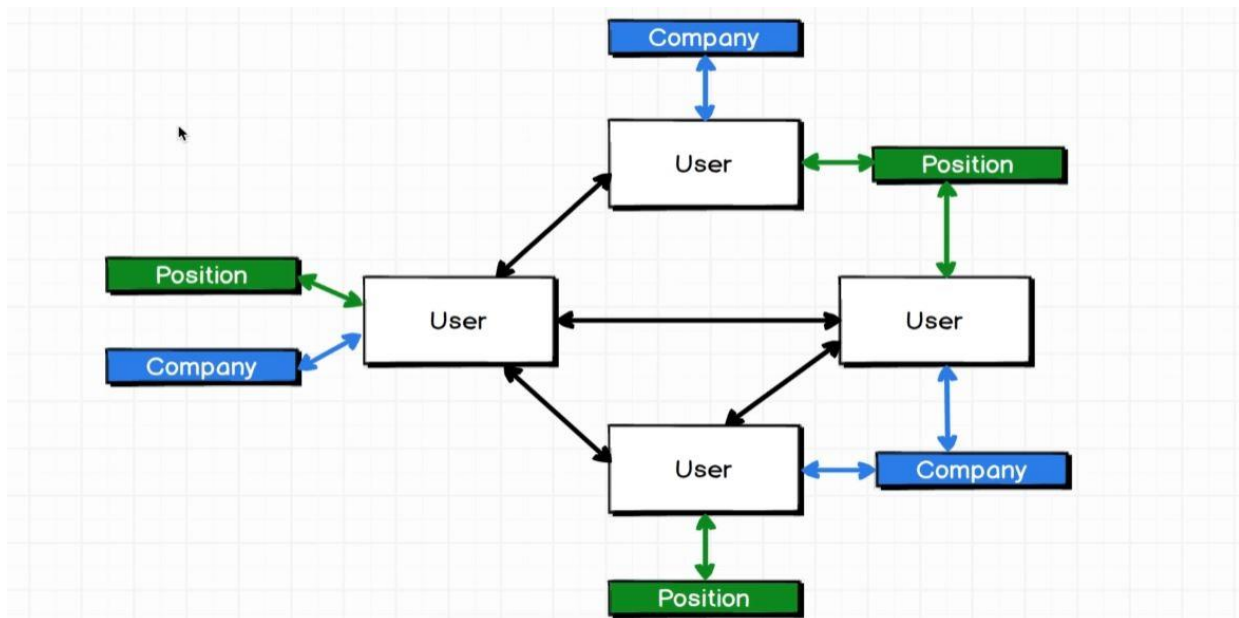 Company
User
Position
Position
User
User
Company
User
Company
Position